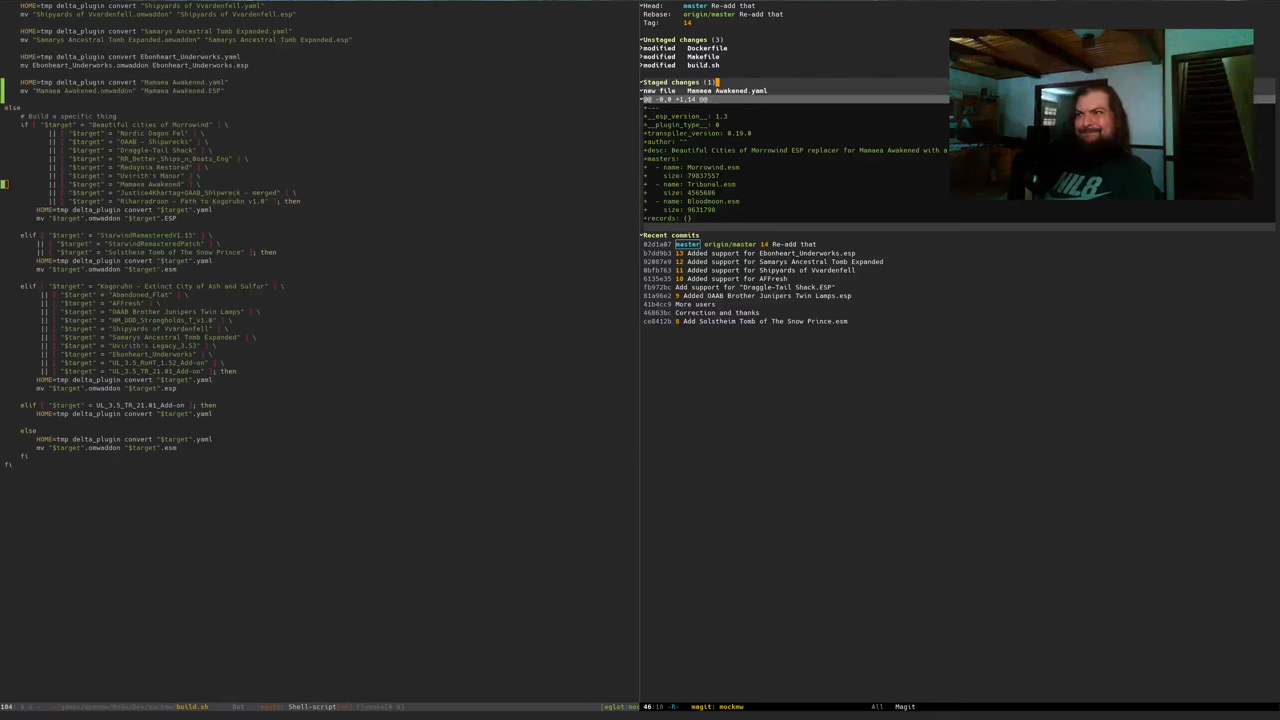 HOME=tmp delta_plugin convert "Shipyards of Vvardenfell.yaml"
mv "Shipyards of Vvardenfell.omwaddon" "Shipyards of Vvardenfell.esp"
HOME=tmp delta_plugin convert "Samarys Ancestral Tomb Expanded.yaml"
mv "Samarys Ancestral Tomb Expanded.omwaddon" "Samarys Ancestral Tomb Expanded.esp"
HOME=tmp delta_plugin convert Ebonheart_Underworks.yaml
mv Ebonheart_Underworks.omwaddon Ebonheart_Underworks.esp
HOME=tmp delta_plugin convert "Mamaea Awakened.yaml"
mv "Mamaea Awakened.omwaddon" "Mamaea Awakened.ESP"
else
# Build a specific thing
if [ "$target" = "Beautiful cities of Morrowind" ] \
|| [ "$target" = "Nordic Dagon Fel" ] \
|| [ "$target" = "OAAB - Shipwrecks" ] \
|| [ "$target" = "Draggle-Tail Shack" ] \
|| [ "$target" = "RR_Better_Ships_n_Boats_Eng" ] \
|| [ "$target" = "Redaynia Restored" ] \
|| [ "$target" = "Uvirith's Manor" ] \
|| [ "$target" = "Mamaea Awakened" ] \
|| [ "$target" = "Justice4Khartag+OAAB_Shipwreck - merged" ] \
|| [ "$target" = "Riharradroon - Path to Kogoruhn v1.0" ]; then
HOME=tmp delta_plugin convert "$target".yaml
mv "$target".omwaddon "$target".ESP
elif [ "$target" = "StarwindRemasteredV1.15" ] \
|| [ "$target" = "StarwindRemasteredPatch" ] \
|| [ "$target" = "Solstheim Tomb of The Snow Prince" ]; then
HOME=tmp delta_plugin convert "$target".yaml
mv "$target".omwaddon "$target".esm
elif [ "$target" = "Kogoruhn - Extinct City of Ash and Sulfur" ] \
|| [ "$target" = "Abandoned_Flat" ] \
|| [ "$target" = "AFFresh" ] \
|| [ "$target" = "OAAB Brother Junipers Twin Lamps" ] \
|| [ "$target" = "HM_DDD_Strongholds_T_v1.0" ] \
|| [ "$target" = "Shipyards of Vvardenfell" ] \
|| [ "$target" = "Samarys Ancestral Tomb Expanded" ] \
|| [ "$target" = "Uvirith's Legacy_3.53" ] \
|| [ "$target" = "Ebonheart_Underworks" ] \
|| [ "$target" = "UL_3.5_RoHT_1.52_Add-on" ] \
|| [ "$target" = "UL_3.5_TR_21.01_Add-on" ]; then
HOME=tmp delta_plugin convert "$target".yaml
mv "$target".omwaddon "$target".esp
elif [ "$target" = UL_3.5_TR_21.01_Add-on ]; then
HOME=tmp delta_plugin convert "$target".yaml
else
HOME=tmp delta_plugin convert "$target".yaml
mv "$target".omwaddon "$target".esm
fi
fi
104: 0 U - ~/games/openmw/Mods/Dev/mockmw/build.sh Bot master Shell-script[sh] Flymake[0 0] [eglot:moc
Head: master Re-add that
Rebase: origin/master Re-add that
Tag: 14
Unstaged changes (3)
modified Dockerfile
modified Makefile
modified build.sh
Staged changes (1)
new file Mamaea Awakened.yaml
@@ -0,0 +1,14 @@
+---
+__esp_version__: 1.3
+__plugin_type__: 0
+transpiler_version: 0.19.0
+author: ""
+desc: Beautiful Cities of Morrowind ESP replacer for Mamaea Awakened with a
+masters:
+ - name: Morrowind.esm
+ size: 79837557
+ - name: Tribunal.esm
+ size: 4565686
+ - name: Bloodmoon.esm
+ size: 9631798
+records: {}
Recent commits
02d1a07 master origin/master 14 Re-add that
b7dd9b3 13 Added support for Ebonheart_Underworks.esp
92087e9 12 Added support for Samarys Ancestral Tomb Expanded
8bfb763 11 Added support for Shipyards of Vvardenfell
6135e35 10 Added support for AFFresh
fb972bc Add support for "Draggle-Tail Shack.ESP"
81a96e2 9 Added OAAB Brother Junipers Twin Lamps.esp
41b4cc9 More users
46863bc Correction and thanks
ce8412b 8 Add Solstheim Tomb of The Snow Prince.esm
46:18 -R- magit: mockmw All Magit